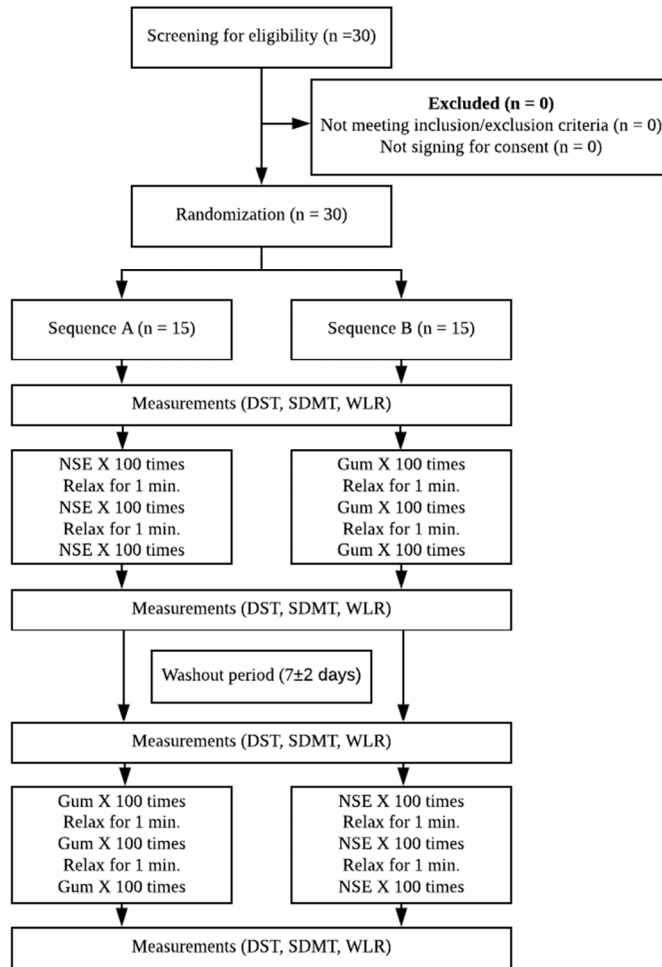 Screening for eligibility (n =30)
Excluded (n = 0)
Not meeting inclusion/exclusion criteria (n = 0)
Not signing for consent (n = 0)
Randomization (n = 30)
Sequence A (n = 15)
Sequence B (n = 15)
Measurements (DST, SDMT, WLR)
NSE X 100 times
Relax for 1 min.
NSE X 100 times
Relax for 1 min.
NSE X 100 times
Gum X 100 times
Relax for 1 min.
Gum X 100 times
Relax for 1 min.
Gum X 100 times
Measurements (DST, SDMT, WLR)
Washout period (7±2 days)
Measurements (DST, SDMT, WLR)
Gum X 100 times
Relax for 1 min.
Gum X 100 times
Relax for 1 min.
Gum X 100 times
NSE X 100 times
Relax for 1 min.
NSE X 100 times
Relax for 1 min.
NSE X 100 times
Measurements (DST, SDMT, WLR)